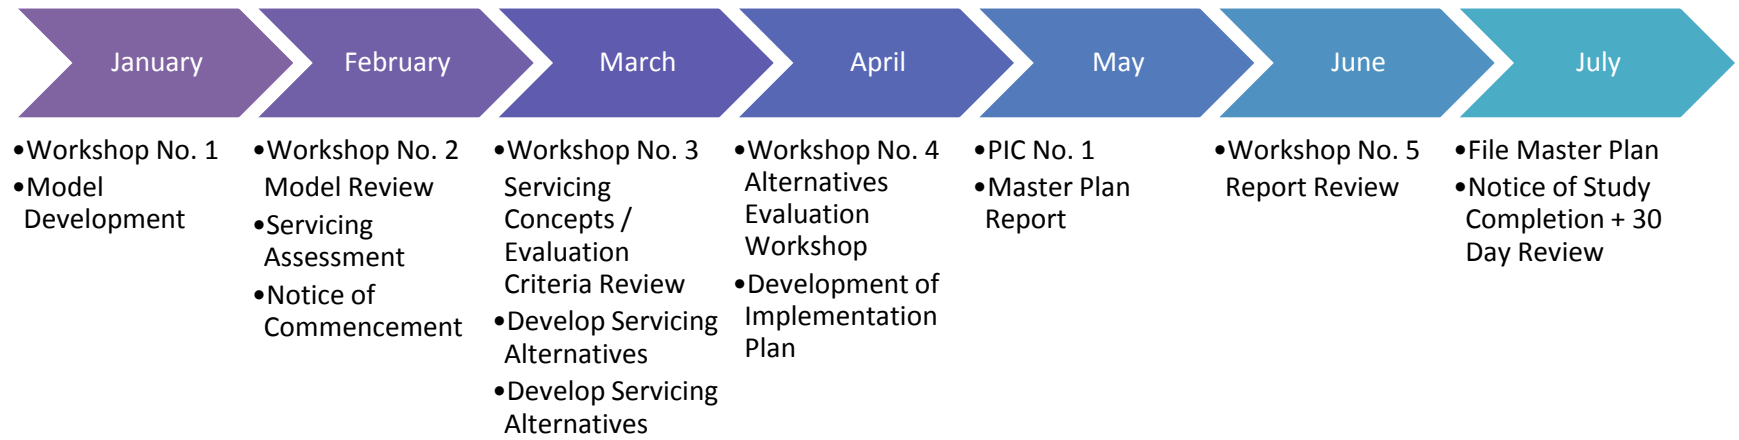 January
•Workshop No. 1
•Model
Development
February
•Workshop No. 2
Model Review
•Servicing
Assessment
•Notice of
Commencement
March
•Workshop No. 3
Servicing
Concepts /
Evaluation
Criteria Review
•Develop Servicing
Alternatives
•Develop Servicing
Alternatives
April
•Workshop No. 4
Alternatives
Evaluation
Workshop
•Development of
Implementation
Plan
May
•PIC No. 1
•Master Plan
Report
June
•Workshop No. 5
Report Review
July
•File Master Plan
•Notice of Study
Completion + 30
Day Review